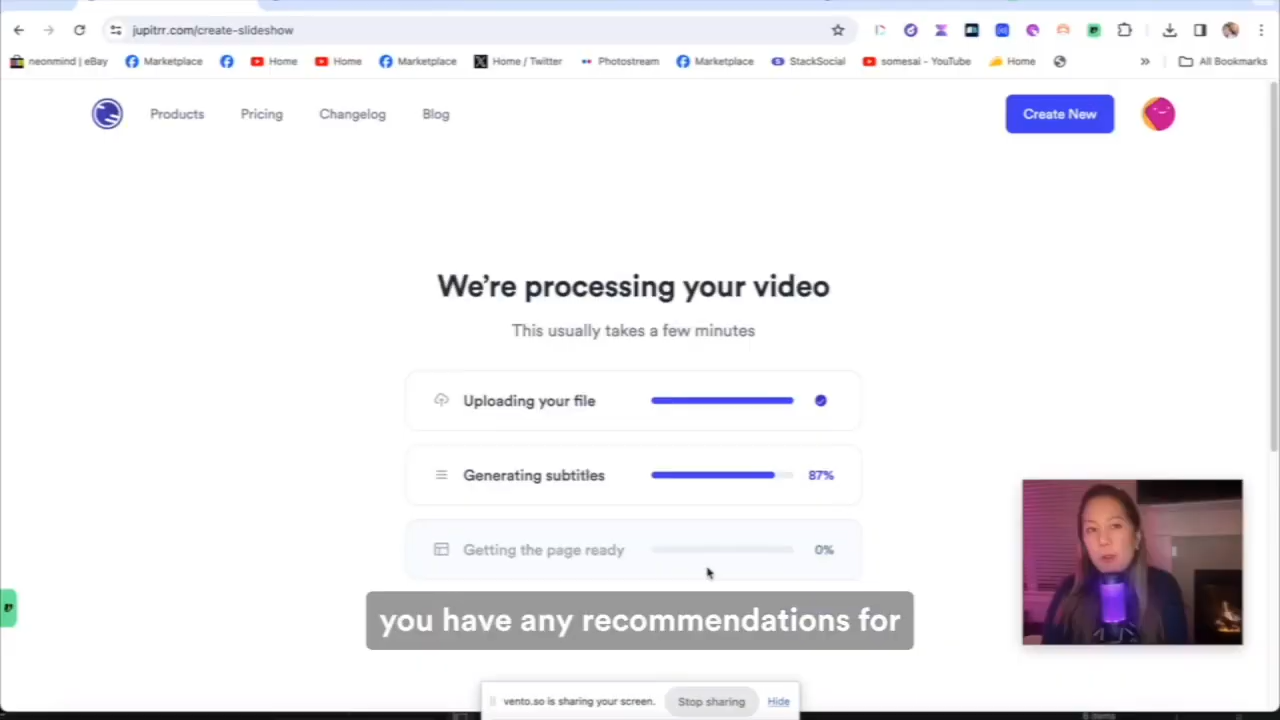 jupitrr.com/create-slideshow
neonmind | eBay
Marketplace
Home
Home
Marketplace
Home / Twitter
Photostream
Marketplace
StackSocial
somesai - YouTube
Home
»
All Bookmarks
Products
Pricing
Changelog
Blog
Create New
We're processing your video
This usually takes a few minutes
Uploading your file
Generating subtitles
87%
Getting the page ready
0%
you have any recommendations for
vento.so is sharing your screen.
Stop sharing
Hide